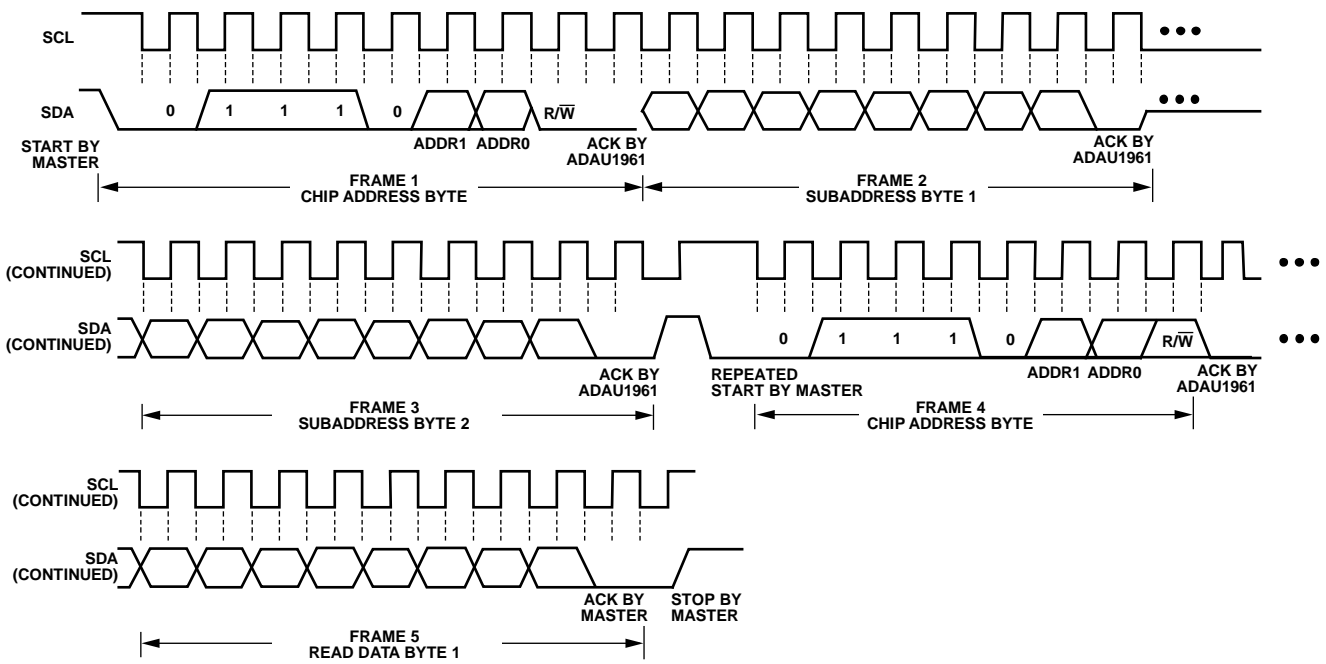 SCL
SDA
0 1 1 1 0 R/W̅
START BY
MASTER
ADDR1 ADDR0
ACK BY
ADAU1961
ACK BY
ADAU1961
FRAME 1
CHIP ADDRESS BYTE
FRAME 2
SUBADDRESS BYTE 1
SCL
(CONTINUED)
SDA
(CONTINUED)
0 1 1 1 0 R/W̅
ACK BY
ADAU1961
REPEATED
START BY MASTER
ADDR1 ADDR0
ACK BY
ADAU1961
FRAME 3
SUBADDRESS BYTE 2
FRAME 4
CHIP ADDRESS BYTE
SCL
(CONTINUED)
SDA
(CONTINUED)
ACK BY
MASTER
STOP BY
MASTER
FRAME 5
READ DATA BYTE 1